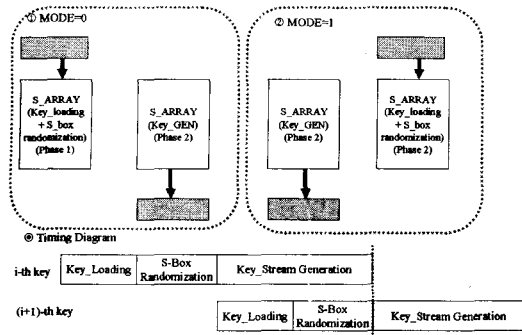 ① MODE=0
② MODE=1
S_ARRAY
(Key_loading
+ S_box
randomization)
(Phase 1)
S_ARRAY
(Key_GEN)
(Phase 2)
S_ARRAY
(Key_GEN)
(Phase 2)
S_ARRAY
(Key_loading
+ S_box
randomization)
(Phase 2)
◉ Timing Diagram
i-th key
Key_Loading
S-Box
Randomization
Key_Stream Generation
(i+1)-th key
Key_Loading
S-Box
Randomization
Key_Stream Generation